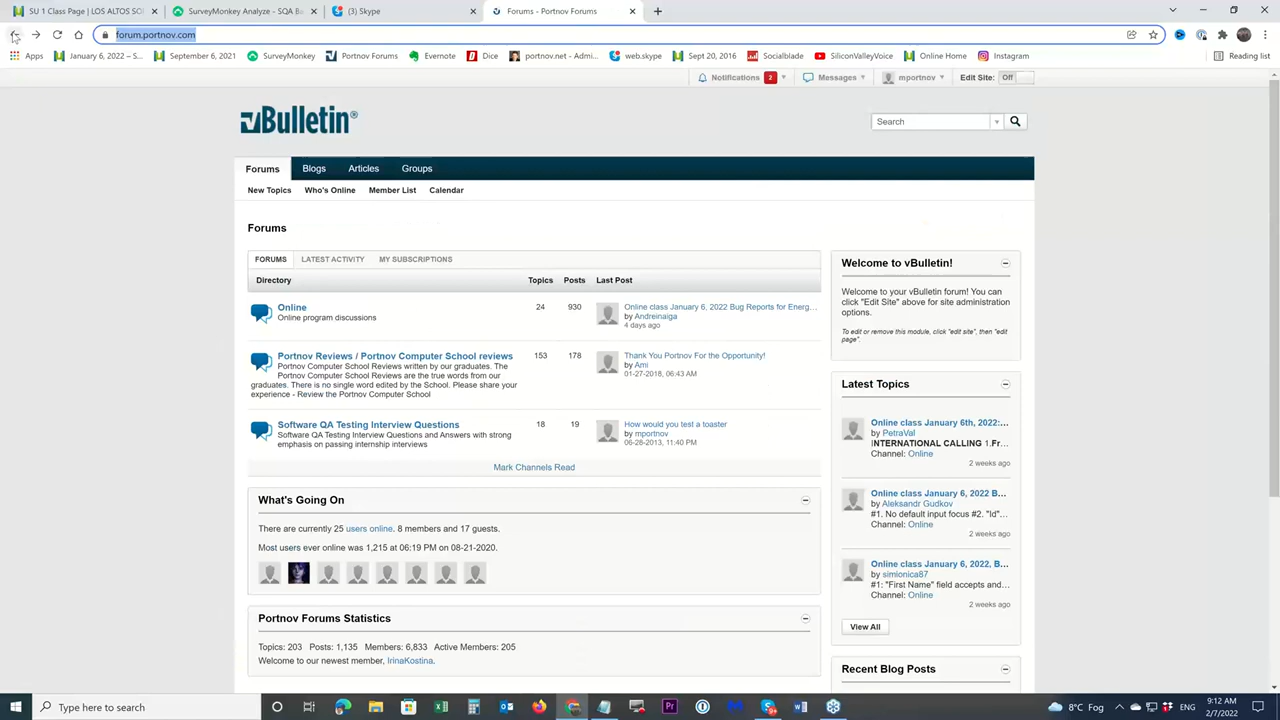 SU 1 Class Page | LOS ALTOS SCH
SurveyMonkey Analyze - SQA B
(3) Skype
Forums - Portnov Forums
forum.portnov.com
Apps
January 6, 2022 – S...
September 6, 2021
SurveyMonkey
Portnov Forums
Evernote
Dice
portnov.net - Admi...
web.skype
Sept 20, 2016
Socialblade
SiliconValleyVoice
Online Home
Instagram
Reading list
Notifications 2
Messages
mportnov
Edit Site: Off
vBulletin®
Search
Forums
Blogs
Articles
Groups
New Topics
Who's Online
Member List
Calendar
Forums
FORUMS
LATEST ACTIVITY
MY SUBSCRIPTIONS
Directory
Topics
Posts
Last Post
Online
Online program discussions
24
930
Online class January 6, 2022 Bug Reports for Energ...
by Andreinaiga
4 days ago
Portnov Reviews / Portnov Computer School reviews
Portnov Computer School Reviews written by our graduates. The
Portnov Computer School Reviews are the true words from our
graduates. There is no single word edited by the School. Please share your
experience - Review the Portnov Computer School
153
178
Thank You Portnov For the Opportunity!
by Ami
01-27-2018, 06:43 AM
Software QA Testing Interview Questions
Software QA Testing Interview Questions and Answers with strong
emphasis on passing internship interviews
18
19
How would you test a toaster
by mportnov
06-28-2013, 11:40 PM
Mark Channels Read
What's Going On
There are currently 25 users online. 8 members and 17 guests.
Most users ever online was 1,215 at 06:19 PM on 08-21-2020.
Portnov Forums Statistics
Topics: 203 Posts: 1,135 Members: 6,833 Active Members: 205
Welcome to our newest member, IrinaKostina.
Welcome to vBulletin!
Welcome to your vBulletin forum! You can
click "Edit Site" above for site administration
options.
To edit or remove this module, click "edit site", then "edit
page".
Latest Topics
Online class January 6th, 2022:...
by PetraVal
INTERNATIONAL CALLING 1.Fr...
Channel: Online
2 weeks ago
Online class January 6, 2022 B...
by Aleksandr Gudkov
#1. No default input focus #2. "Id"...
Channel: Online
2 weeks ago
Online class January 6, 2022, B...
by simionica87
#1: "First Name" field accepts and...
Channel: Online
2 weeks ago
View All
Recent Blog Posts
Type here to search
8°C Fog
ENG
9:12 AM
2/7/2022